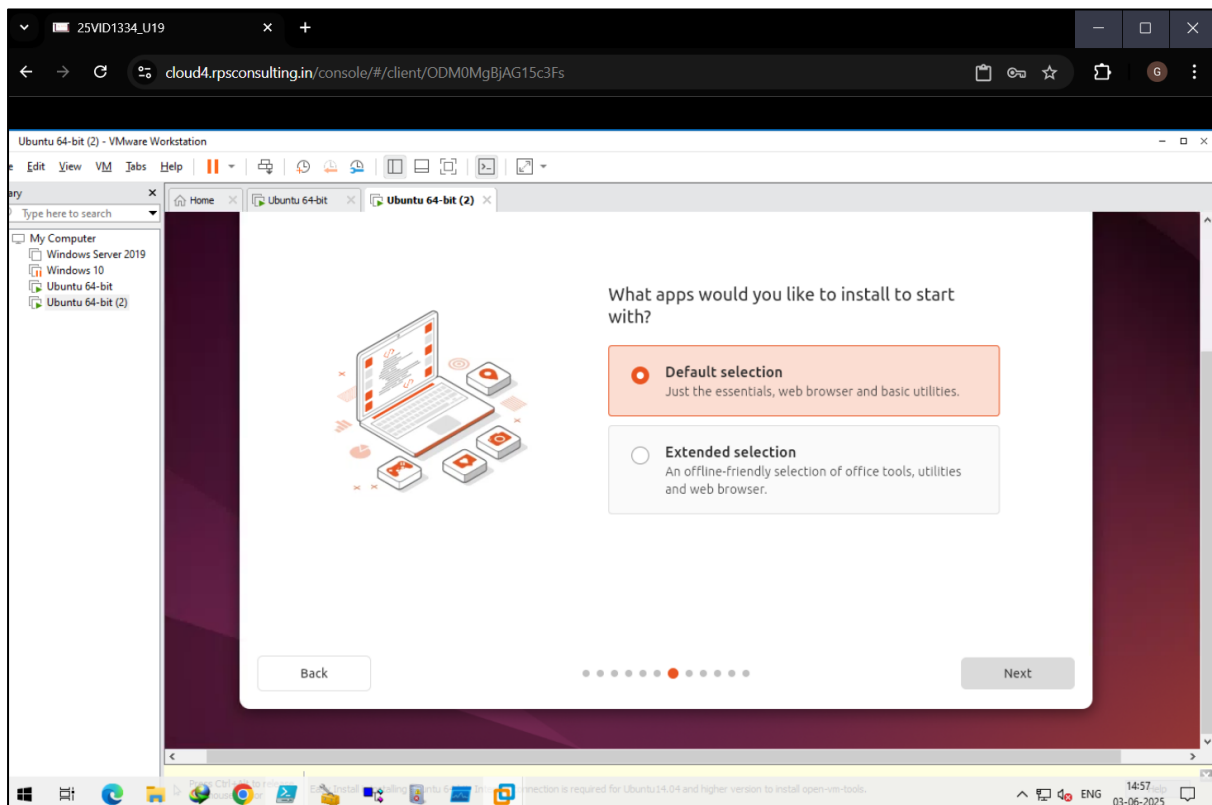 25VID1334_U19
cloud4.rpsconsulting.in/console/#/client/ODM0MgBjAG15c3Fs
G
Ubuntu 64-bit (2) - VMware Workstation
e Edit View VM Tabs Help
ary
Type here to search
Home
Ubuntu 64-bit
Ubuntu 64-bit (2)
My Computer
Windows Server 2019
Windows 10
Ubuntu 64-bit
Ubuntu 64-bit (2)
What apps would you like to install to start
with?
Default selection
Just the essentials, web browser and basic utilities.
Extended selection
An offline-friendly selection of office tools, utilities
and web browser.
Back
Next
nnection is required for Ubuntu14.04 and higher version to install open-vm-tools.
ENG
14:57
03-06-2025